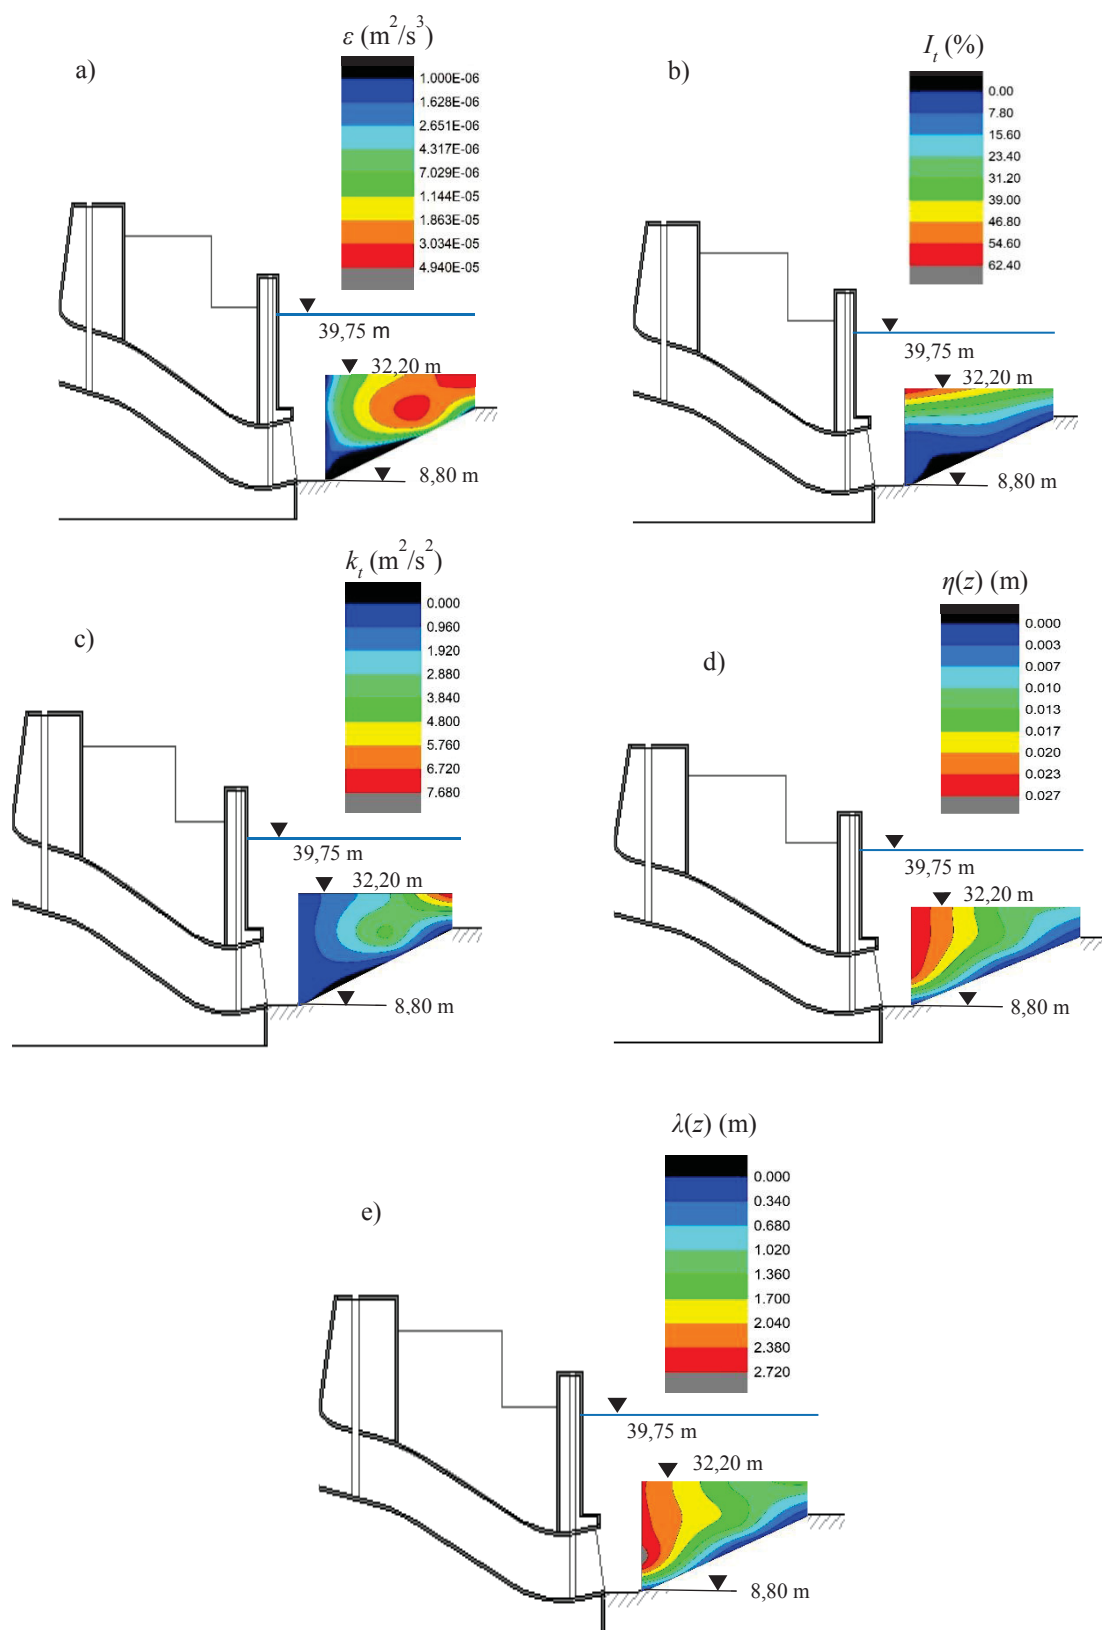 a)
ε (m²/s³)
1.000E-06
1.628E-06
2.651E-06
4.317E-06
7.029E-06
1.144E-05
1.863E-05
3.034E-05
4.940E-05
39,75 m
32,20 m
8,80 m
b)
I_t (%)
0.00
7.80
15.60
23.40
31.20
39.00
46.80
54.60
62.40
39,75 m
32,20 m
8,80 m
c)
k_t (m²/s²)
0.000
0.960
1.920
2.880
3.840
4.800
5.760
6.720
7.680
39,75 m
32,20 m
8,80 m
d)
η(z) (m)
0.000
0.003
0.007
0.010
0.013
0.017
0.020
0.023
0.027
39,75 m
32,20 m
8,80 m
e)
λ(z) (m)
0.000
0.340
0.680
1.020
1.360
1.700
2.040
2.380
2.720
39,75 m
32,20 m
8,80 m